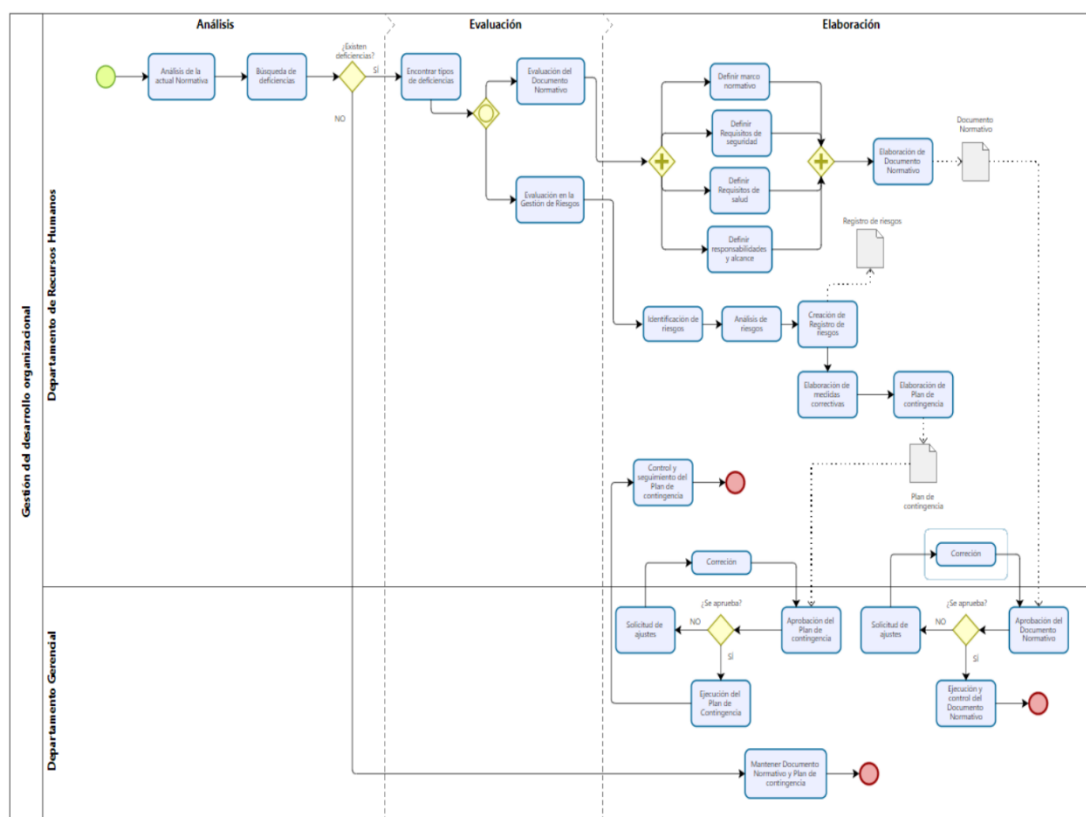 Análisis
Evaluación
Elaboración
Gestión del desarrollo organizacional
Departamento de Recursos Humanos
Análisis de la
actual Normativa
Búsqueda de
deficiencias
¿Existen
deficiencias?
SÍ
NO
Encontrar tipos
de deficiencias
Evaluación del
Documento
Normativo
Evaluación en la
Gestión de Riesgos
Definir marco
normativo
Definir
Requisitos de
seguridad
Definir
Requisitos de
salud
Definir
responsabilidades
y alcance
Elaboración de
Documento
Normativo
Documento
Normativo
Registro de riesgos
Identificación de
riesgos
Análisis de
riesgos
Creación de
Registro de
riesgos
Elaboración de
medidas
correctivas
Elaboración de
Plan de
contingencia
Plan de
contingencia
Control y
seguimiento del
Plan de
contingencia
Correción
Correción
Departamento Gerencial
Solicitud de
ajustes
NO
¿Se aprueba?
SÍ
Aprobación del
Plan de
contingencia
Ejecución del
Plan de
Contingencia
Solicitud de
ajustes
NO
¿Se aprueba?
SÍ
Aprobación del
Documento
Normativo
Ejecución y
control del
Documento
Normativo
Mantener Documento
Normativo y Plan de
contingencia